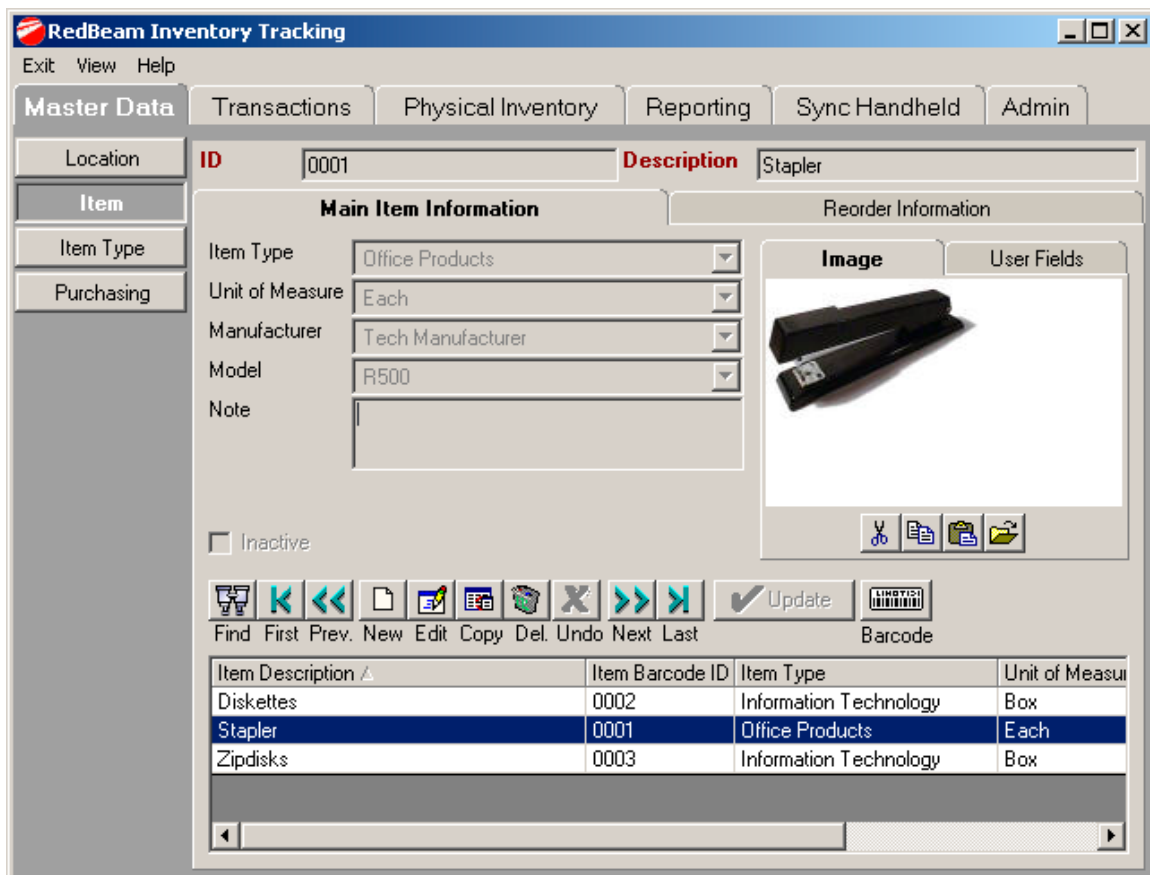 RedBeam Inventory Tracking
Exit View Help
Master Data Transactions Physical Inventory Reporting Sync Handheld Admin
Location
Item
Item Type
Purchasing
ID 0001 Description Stapler
Main Item Information Reorder Information
Item Type Office Products
Unit of Measure Each
Manufacturer Tech Manufacturer
Model R500
Note
Image User Fields
Inactive
Update
Find First Prev. New Edit Copy Del. Undo Next Last Barcode
Item Description Item Barcode ID Item Type Unit of Measu
Diskettes 0002 Information Technology Box
Stapler 0001 Office Products Each
Zipdisks 0003 Information Technology Box